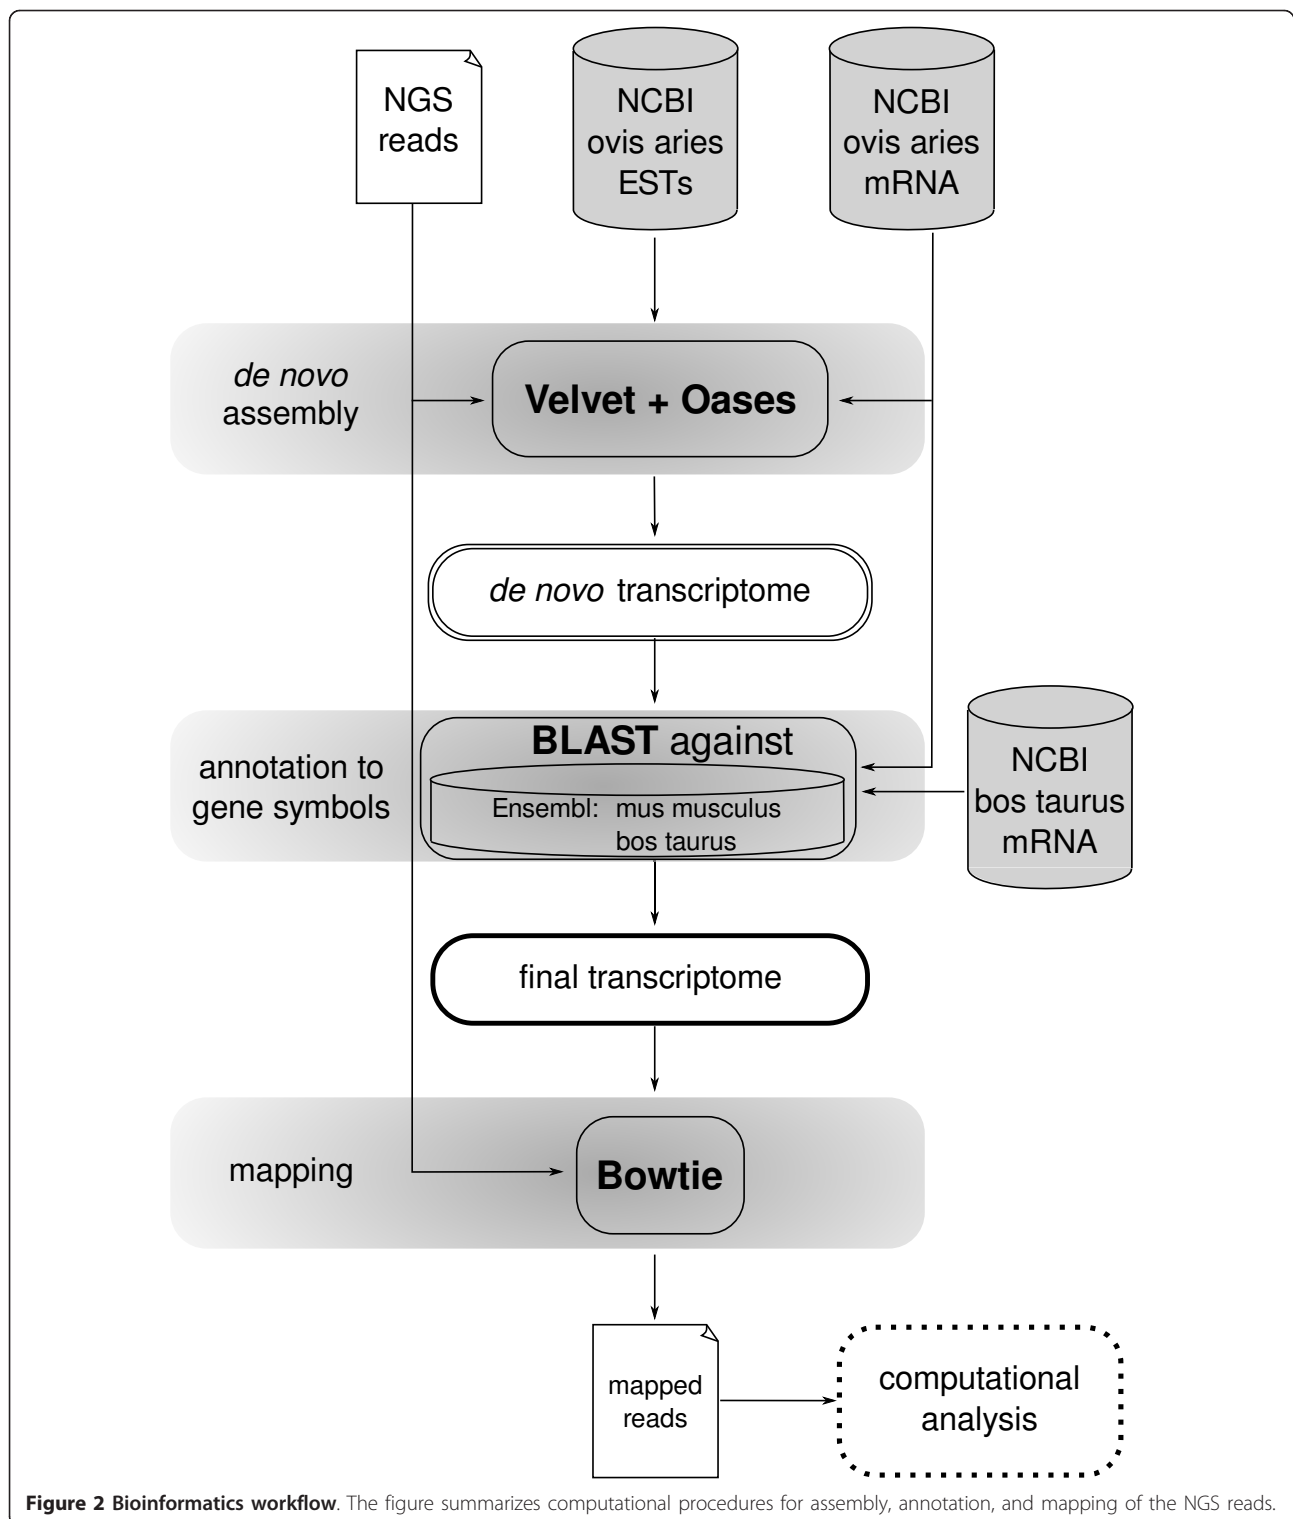 NGS
reads
NCBI
ovis aries
ESTs
NCBI
ovis aries
mRNA
de novo
assembly
Velvet + Oases
de novo transcriptome
annotation to
gene symbols
BLAST against
Ensembl: mus musculus
bos taurus
NCBI
bos taurus
mRNA
final transcriptome
mapping
Bowtie
mapped
reads
computational
analysis
Figure 2 Bioinformatics workflow. The figure summarizes computational procedures for assembly, annotation, and mapping of the NGS reads.